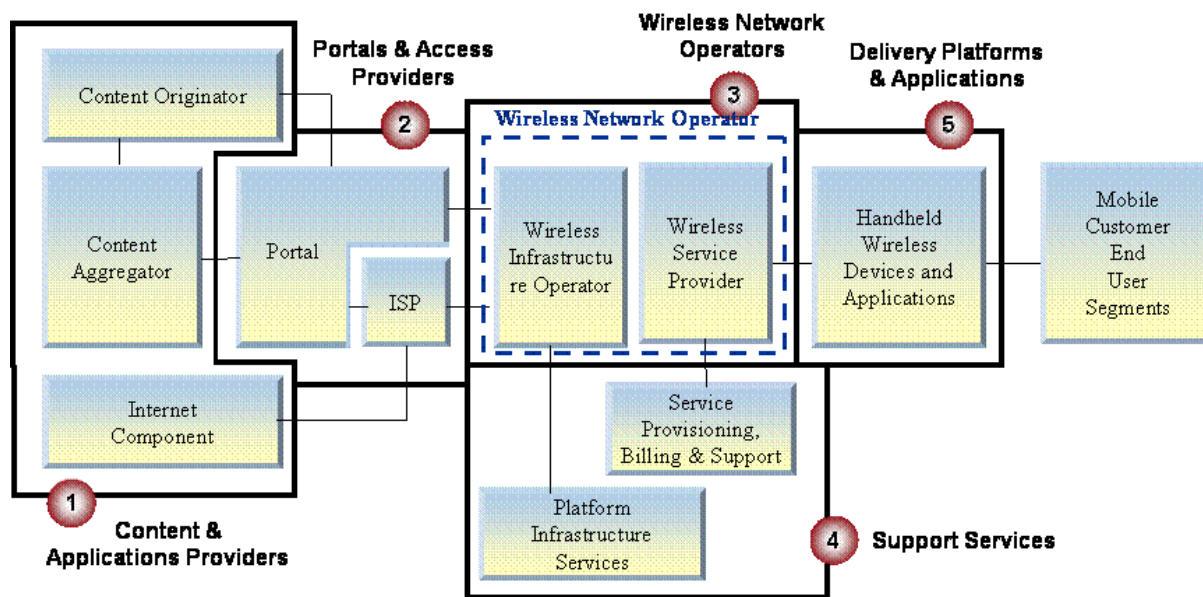 Wireless Network
Operators
Portals & Access
Providers
Delivery Platforms
& Applications
Content Originator
2
3
5
Wireless Network Operator
Content
Aggregator
Portal
ISP
Wireless
Infrastructu
re Operator
Wireless
Service
Provider
Handheld
Wireless
Devices and
Applications
Mobile
Customer
End
User
Segments
Internet
Component
Service
Provisioning,
Billing & Support
1
Content &
Applications Providers
Platform
Infrastructure
Services
4
Support Services